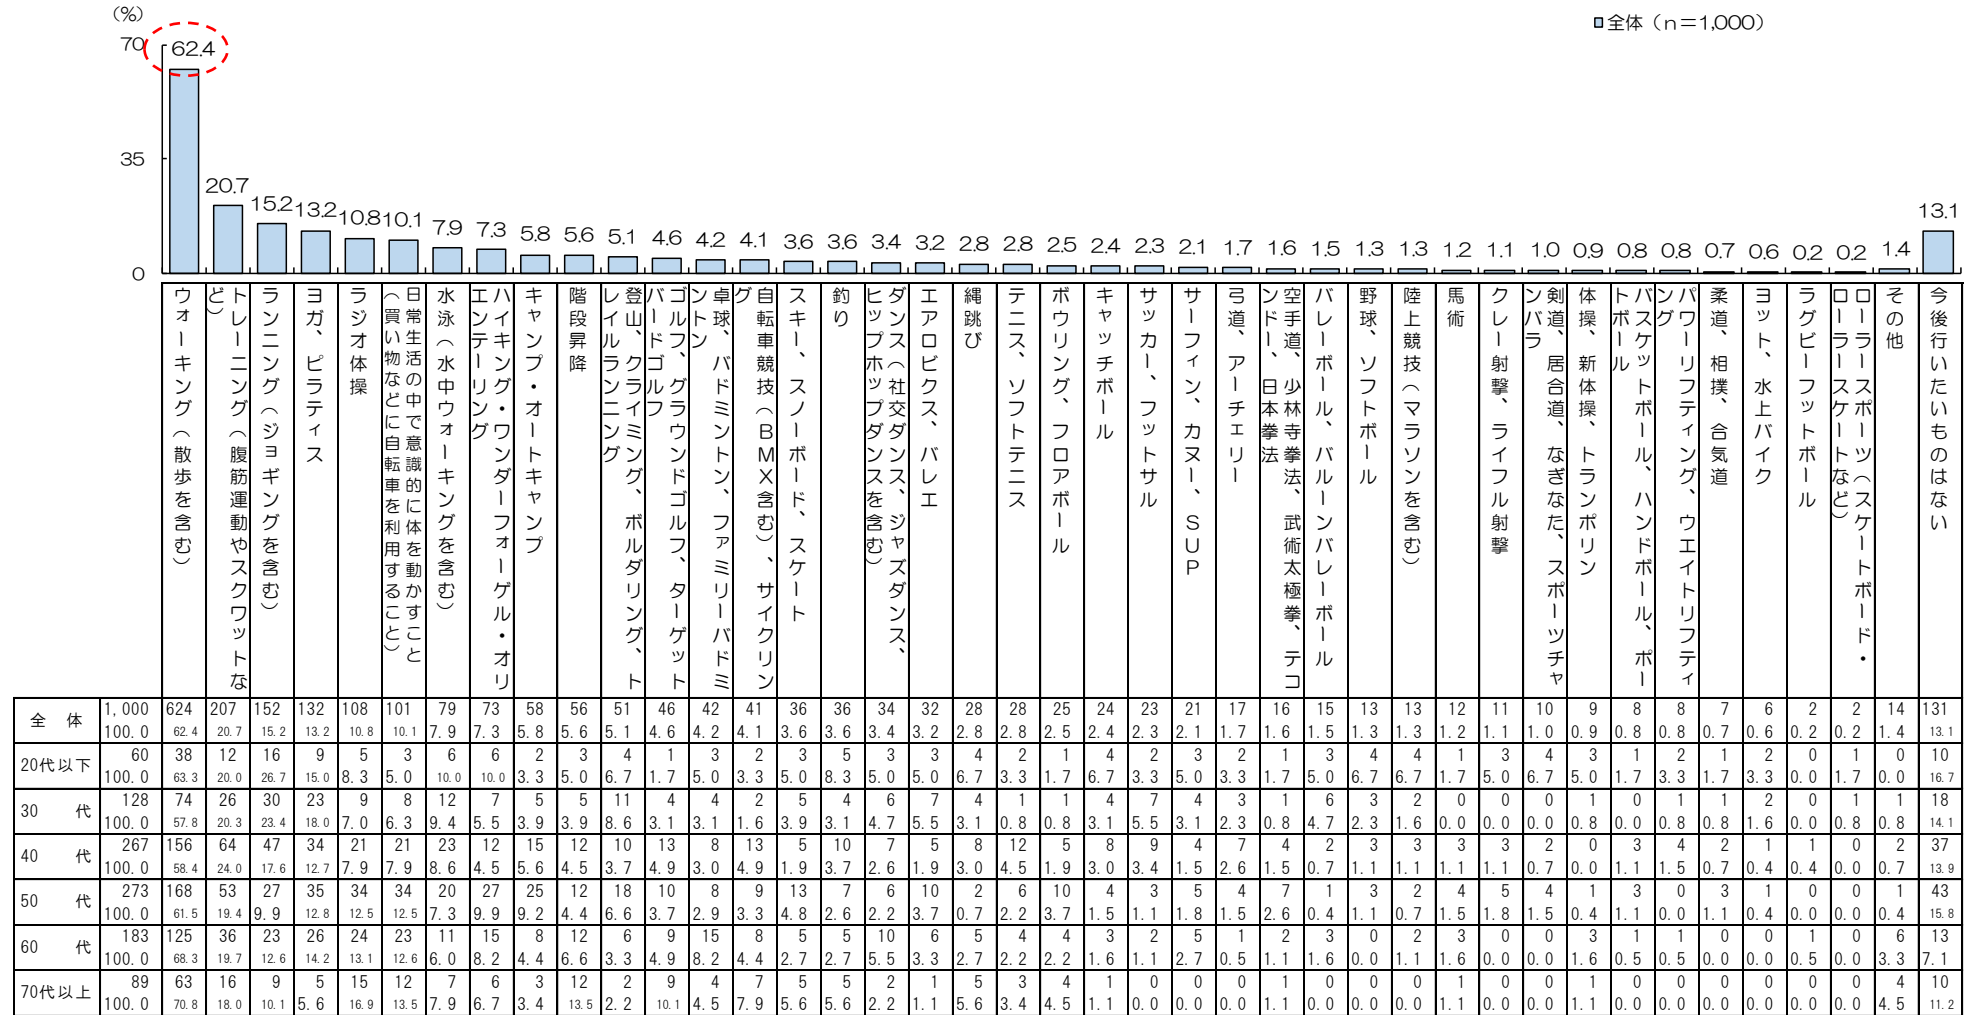 (%)
全体（n＝1,000）
70
35
0
62.4
20.7
15.2
13.2
10.8
10.1
7.9
7.3
5.8
5.6
5.1
4.6
4.2
4.1
3.6
3.6
3.4
3.2
2.8
2.8
2.5
2.4
2.3
2.1
1.7
1.6
1.5
1.3
1.3
1.2
1.1
1.0
0.9
0.8
0.8
0.7
0.6
0.2
0.2
1.4
13.1
ウォーキング（散歩を含む）
トレーニング（腹筋運動やスクワットな
ど）
ランニング（ジョギングを含む）
ヨガ、ピラティス
ラジオ体操
日常生活の中で意識的に体を動かすこと
（買い物などに自転車を利用すること）
水泳（水中ウォーキングを含む）
ハイキング・ワンダーフォーゲル・オリ
エンテーリング
キャンプ・オートキャンプ
階段昇降
登山、クライミング、ボルダリング、ト
レイルランニング
ゴルフ、グラウンドゴルフ、ターゲット
バードゴルフ
卓球、バドミントン、ファミリーバドミ
ントン
自転車競技（BMX含む）、サイクリン
グ
スキー、スノーボード、スケート
釣り
ダンス（社交ダンス、ジャズダンス、
ヒップホップダンスを含む）
エアロビクス、バレエ
縄跳び
テニス、ソフトテニス
ボウリング、フロアボール
キャッチボール
サッカー、フットサル
サーフィン、カヌー、SUP
弓道、アーチェリー
空手道、少林寺拳法、武術太極拳、テコ
ンドー、日本拳法
バレーボール、バルーンバレーボール
野球、ソフトボール
陸上競技（マラソンを含む）
馬術
クレー射撃、ライフル射撃
剣道、居合道、なぎなた、スポーツチャ
ンバラ
体操、新体操、トランポリン
バスケットボール、ハンドボール、ポー
トボール
パワーリフティング、ウエイトリフティ
ング
柔道、相撲、合気道
ヨット、水上バイク
ラグビーフットボール
ローラースポーツ（スケートボード・
ローラースケートなど）
その他
今後行いたいものはない
全 体 1,000 624 207 152 132 108 101 79 73 58 56 51 46 42 41 36 36 34 32 28 28 25 24 23 21 17 16 15 13 13 12 11 10 9 8 8 7 6 2 2 14 131
100.0 62.4 20.7 15.2 13.2 10.8 10.1 7.9 7.3 5.8 5.6 5.1 4.6 4.2 4.1 3.6 3.6 3.4 3.2 2.8 2.8 2.5 2.4 2.3 2.1 1.7 1.6 1.5 1.3 1.3 1.2 1.1 1.0 0.9 0.8 0.8 0.7 0.6 0.2 0.2 1.4 13.1
20代以下 60 38 12 16 9 5 3 6 6 2 3 4 1 3 2 3 5 3 3 4 2 1 4 2 3 2 1 3 4 4 1 3 4 3 1 2 1 2 0 1 0 10
100.0 63.3 20.0 26.7 15.0 8.3 5.0 10.0 10.0 3.3 5.0 6.7 1.7 5.0 3.3 5.0 8.3 5.0 5.0 6.7 3.3 1.7 6.7 3.3 5.0 3.3 1.7 5.0 6.7 6.7 1.7 5.0 6.7 5.0 1.7 3.3 1.7 3.3 0.0 1.7 0.0 16.7
30 代 128 74 26 30 23 9 8 12 7 5 5 11 4 4 2 5 4 6 7 4 1 1 4 7 4 3 1 6 3 2 0 0 0 1 0 1 1 2 0 1 1 18
100.0 57.8 20.3 23.4 18.0 7.0 6.3 9.4 5.5 3.9 3.9 8.6 3.1 3.1 1.6 3.9 3.1 4.7 5.5 3.1 0.8 0.8 3.1 5.5 3.1 2.3 0.8 4.7 2.3 1.6 0.0 0.0 0.0 0.8 0.0 0.8 0.8 1.6 0.0 0.8 0.8 14.1
40 代 267 156 64 47 34 21 21 23 12 15 12 10 13 8 13 5 10 7 5 8 12 5 8 9 4 7 4 2 3 3 3 3 2 0 3 4 2 1 1 0 2 37
100.0 58.4 24.0 17.6 12.7 7.9 7.9 8.6 4.5 5.6 4.5 3.7 4.9 3.0 4.9 1.9 3.7 2.6 1.9 3.0 4.5 1.9 3.0 3.4 1.5 2.6 1.5 0.7 1.1 1.1 1.1 1.1 0.7 0.0 1.1 1.5 0.7 0.4 0.4 0.0 0.7 13.9
50 代 273 168 53 27 35 34 34 20 27 25 12 18 10 8 9 13 7 6 10 2 6 10 4 3 5 4 7 1 3 2 4 5 4 1 3 0 3 1 0 0 1 43
100.0 61.5 19.4 9.9 12.8 12.5 12.5 7.3 9.9 9.2 4.4 6.6 3.7 2.9 3.3 4.8 2.6 2.2 3.7 0.7 2.2 3.7 1.5 1.1 1.8 1.5 2.6 0.4 1.1 0.7 1.5 1.8 1.5 0.4 1.1 0.0 1.1 0.4 0.0 0.0 0.4 15.8
60 代 183 125 36 23 26 24 23 11 15 8 12 6 9 15 8 5 5 10 6 5 4 4 3 2 5 1 2 3 0 2 3 0 0 3 1 1 0 0 1 0 6 13
100.0 68.3 19.7 12.6 14.2 13.1 12.6 6.0 8.2 4.4 6.6 3.3 4.9 8.2 4.4 2.7 2.7 5.5 3.3 2.7 2.2 2.2 1.6 1.1 2.7 0.5 1.1 1.6 0.0 1.1 1.6 0.0 0.0 1.6 0.5 0.5 0.0 0.0 0.5 0.0 3.3 7.1
70代以上 89 63 16 9 5 15 12 7 6 3 12 2 9 4 7 5 5 2 1 5 3 4 1 0 0 0 1 0 0 0 1 0 0 1 0 0 0 0 0 0 4 10
100.0 70.8 18.0 10.1 5.6 16.9 13.5 7.9 6.7 3.4 13.5 2.2 10.1 4.5 7.9 5.6 5.6 2.2 1.1 5.6 3.4 4.5 1.1 0.0 0.0 0.0 1.1 0.0 0.0 0.0 1.1 0.0 0.0 1.1 0.0 0.0 0.0 0.0 0.0 0.0 4.5 11.2